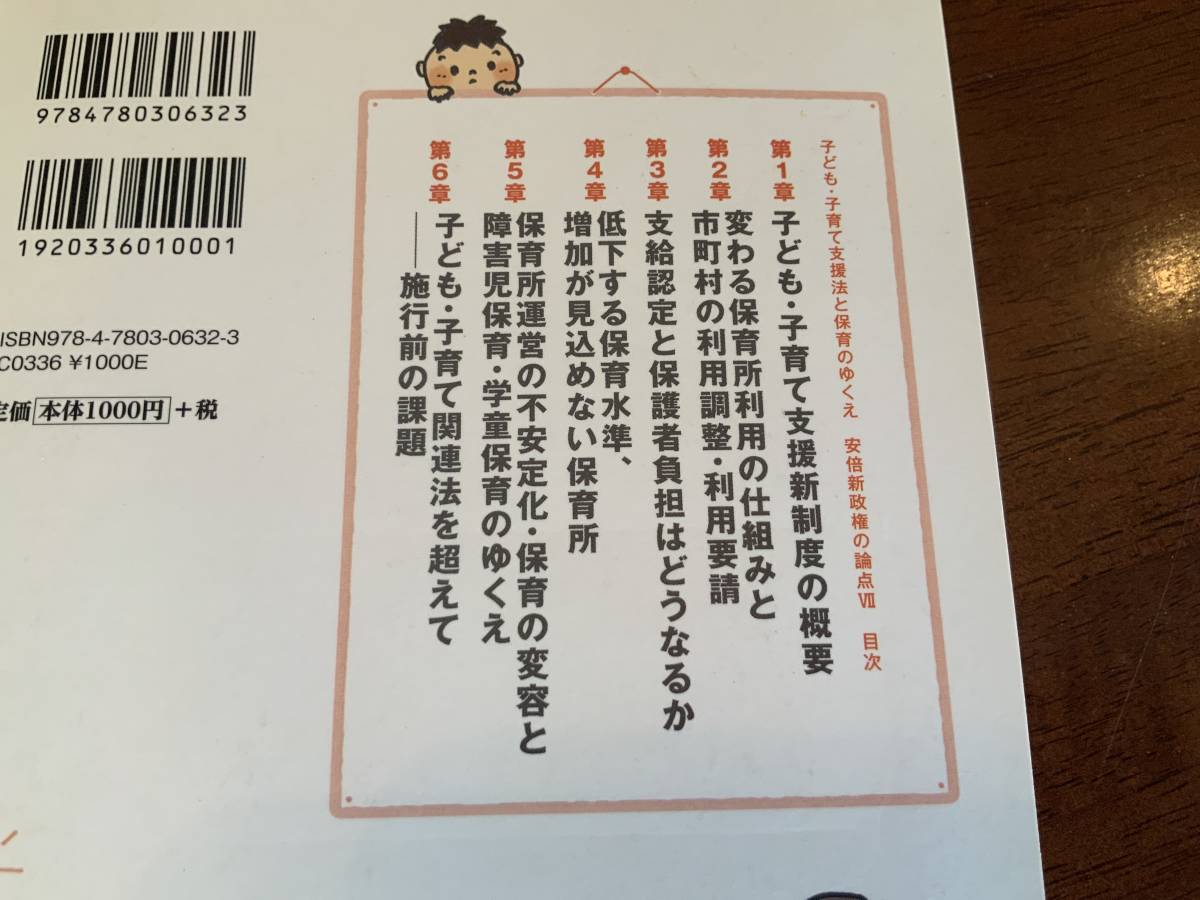 9784780306323
1920336010001
ISBN978-4-7803-0632-3
C0336 ¥1000E
定価 本体1000円 +税
子ども・子育て支援法と保育のゆくえ 安倍新政権の論点Ⅶ 目次
第1章 子ども・子育て支援新制度の概要
第2章 変わる保育所利用の仕組みと
市町村の利用調整・利用要請
第3章 支給認定と保護者負担はどうなるか
第4章 低下する保育水準、
増加が見込めない保育所
第5章 保育所運営の不安定化・保育の変容と
障害児保育・学童保育のゆくえ
第6章 子ども・子育て関連法を超えて
——施行前の課題